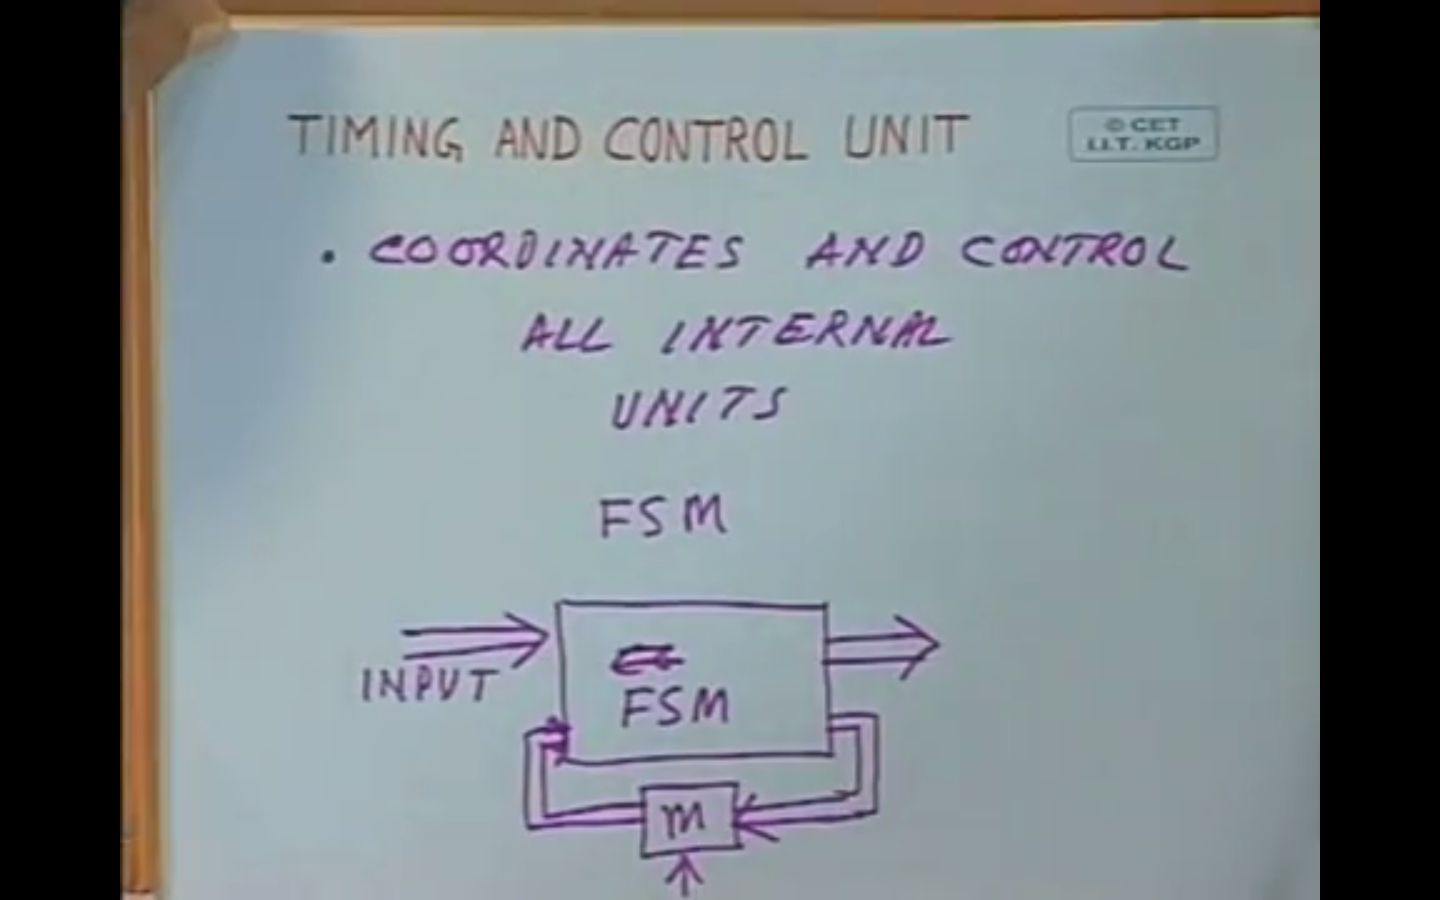 TIMING AND CONTROL UNIT
© CET
I.I.T. KGP
. COORDINATES AND CONTROL
ALL INTERNAL
UNITS
FSM
INPUT
FSM
m